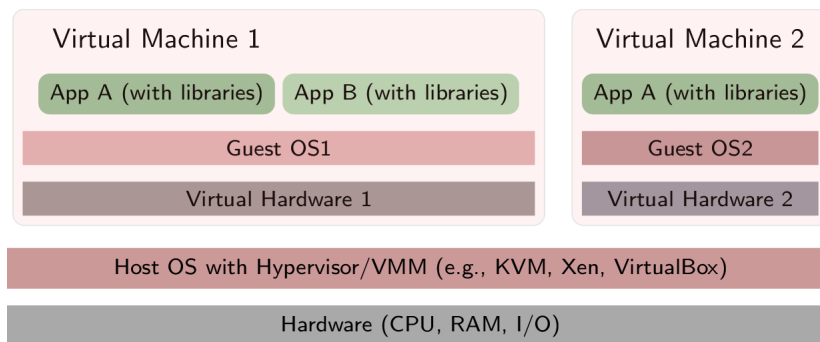 Virtual Machine 1
Virtual Machine 2
App A (with libraries)
App B (with libraries)
App A (with libraries)
Guest OS1
Guest OS2
Virtual Hardware 1
Virtual Hardware 2
Host OS with Hypervisor/VMM (e.g., KVM, Xen, VirtualBox)
Hardware (CPU, RAM, I/O)